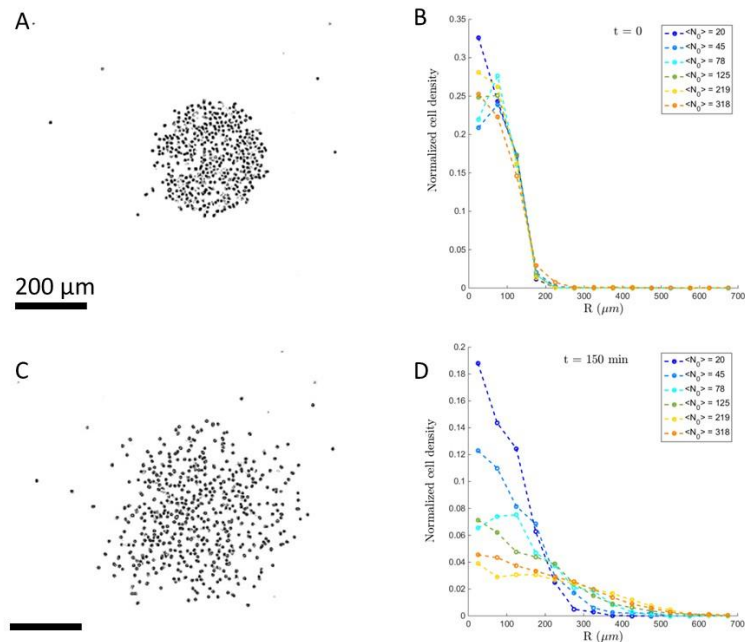 A
200 µm
B
t = 0
<N0> = 20
<N0> = 45
<N0> = 78
<N0> = 125
<N0> = 219
<N0> = 318
Normalized cell density
0.35
0.3
0.25
0.2
0.15
0.1
0.05
0
0 100 200 300 400 500 600 700
R (µm)
C
D
t = 150 min
<N0> = 20
<N0> = 45
<N0> = 78
<N0> = 125
<N0> = 219
<N0> = 318
Normalized cell density
0.2
0.18
0.16
0.14
0.12
0.1
0.08
0.06
0.04
0.02
0
0 100 200 300 400 500 600 700
R (µm)